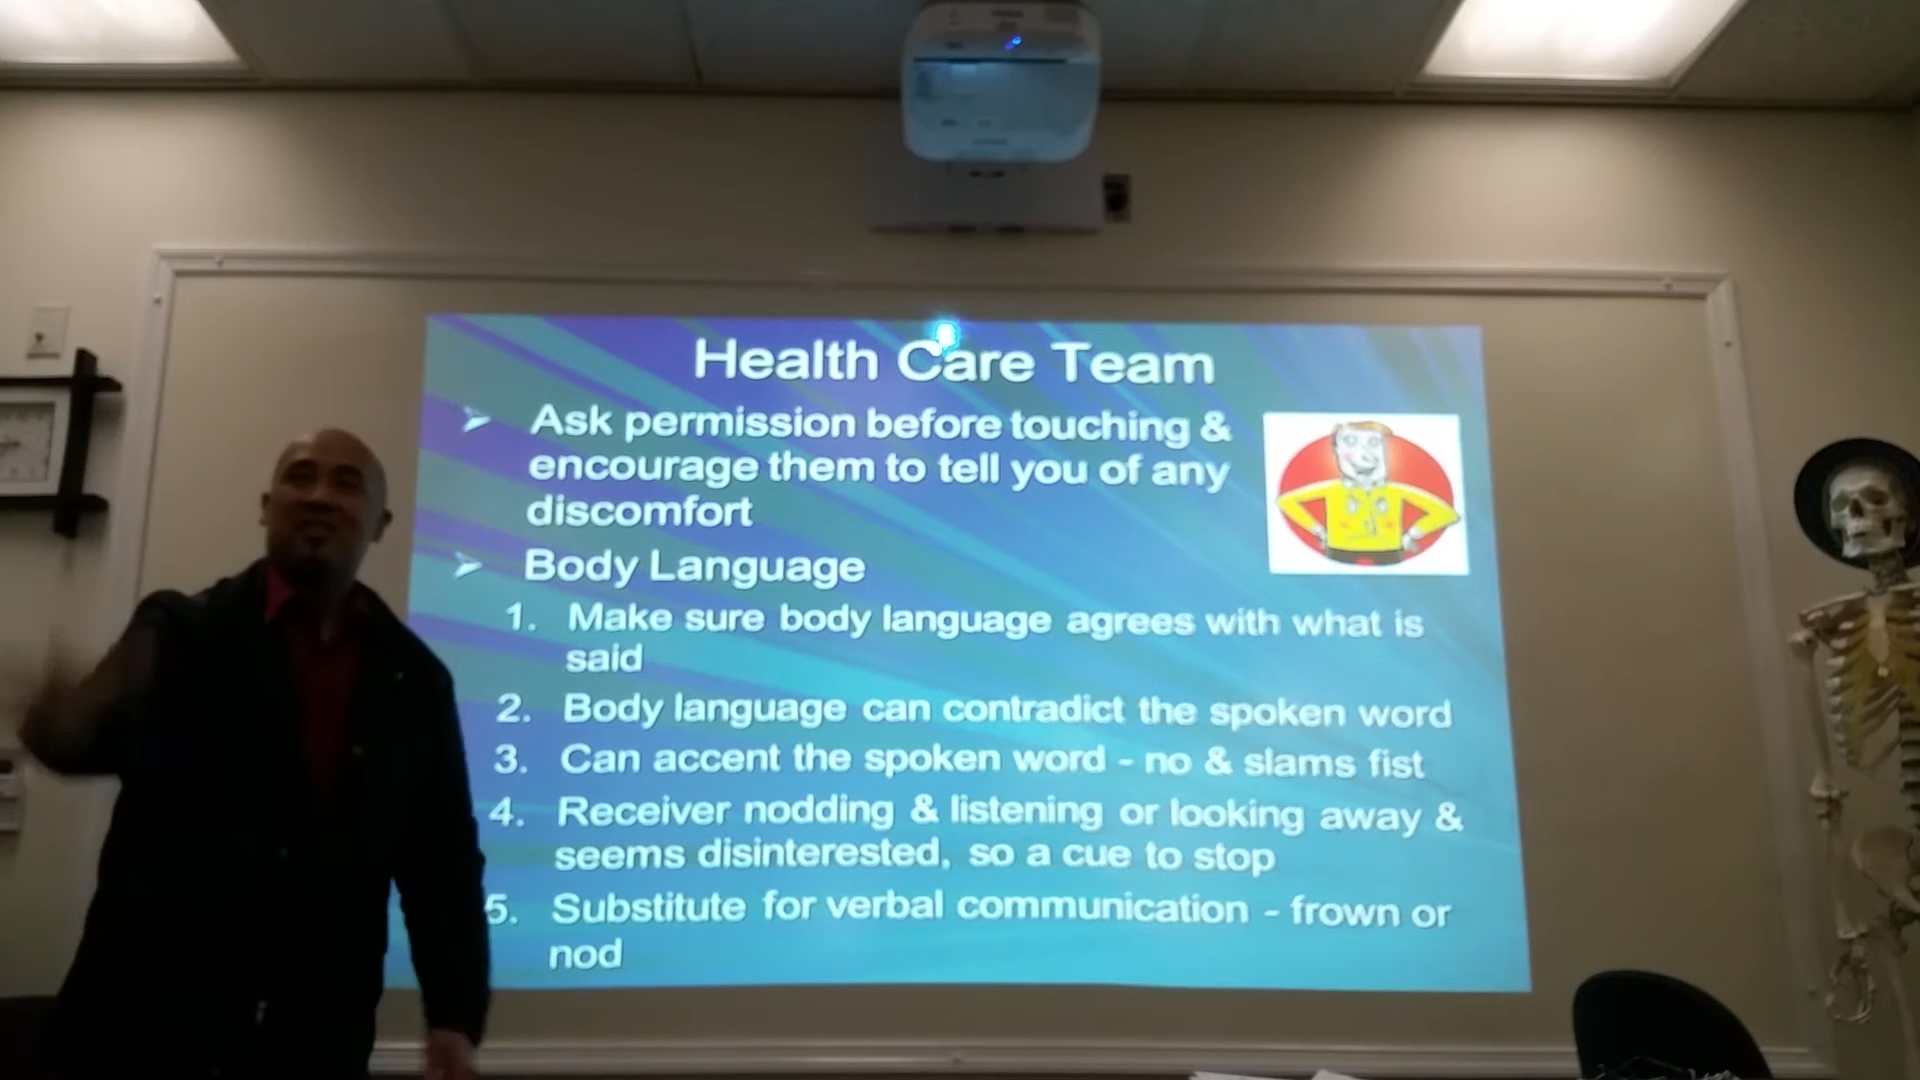 Health Care Team
Ask permission before touching &
encourage them to tell you of any
discomfort
Body Language
1. Make sure body language agrees with what is
said
2. Body language can contradict the spoken word
3. Can accent the spoken word - no & slams fist
4. Receiver nodding & listening or looking away &
seems disinterested, so a cue to stop
5. Substitute for verbal communication - frown or
nod